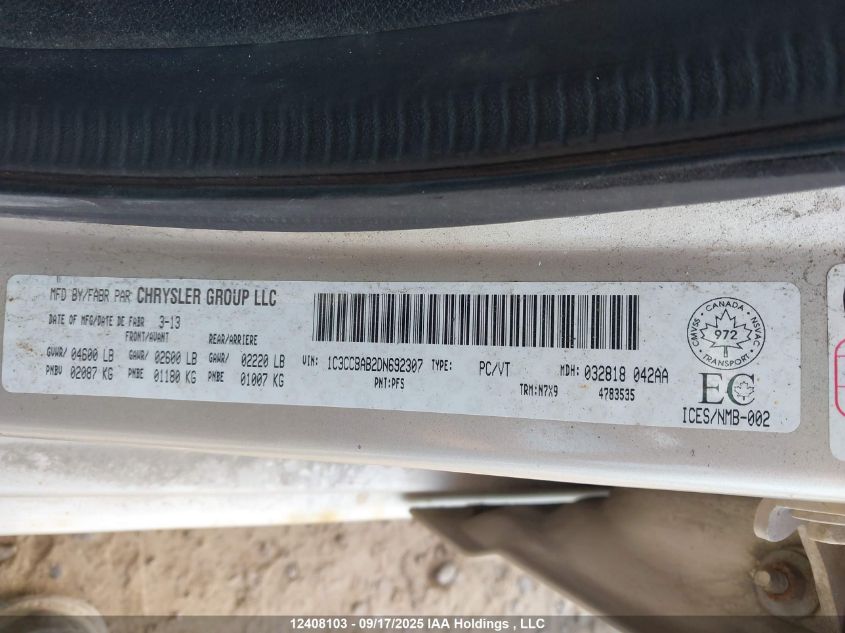 MFD BY/FABR PAR CHRYSLER GROUP LLC
DATE OF MFG/DATE DE FABR 3-13
FRONT/AVANT REAR/ARRIERE
GVWR/ 04600 LB GAWR/ 02600 LB GAWR/ 02220 LB
PNBV 02087 KG PNBE 01180 KG PNBE 01007 KG
VIN: 1C3CCBAB2DN692307 TYPE: PC/VT MDH: 032818 042AA
PNT:PFS TRM:N7X9 4783535
CANADA
CMVSS 972 NSVAC
TRANSPORT
EC
ICES/NMB-002
12408103 - 09/17/2025 IAA Holdings , LLC